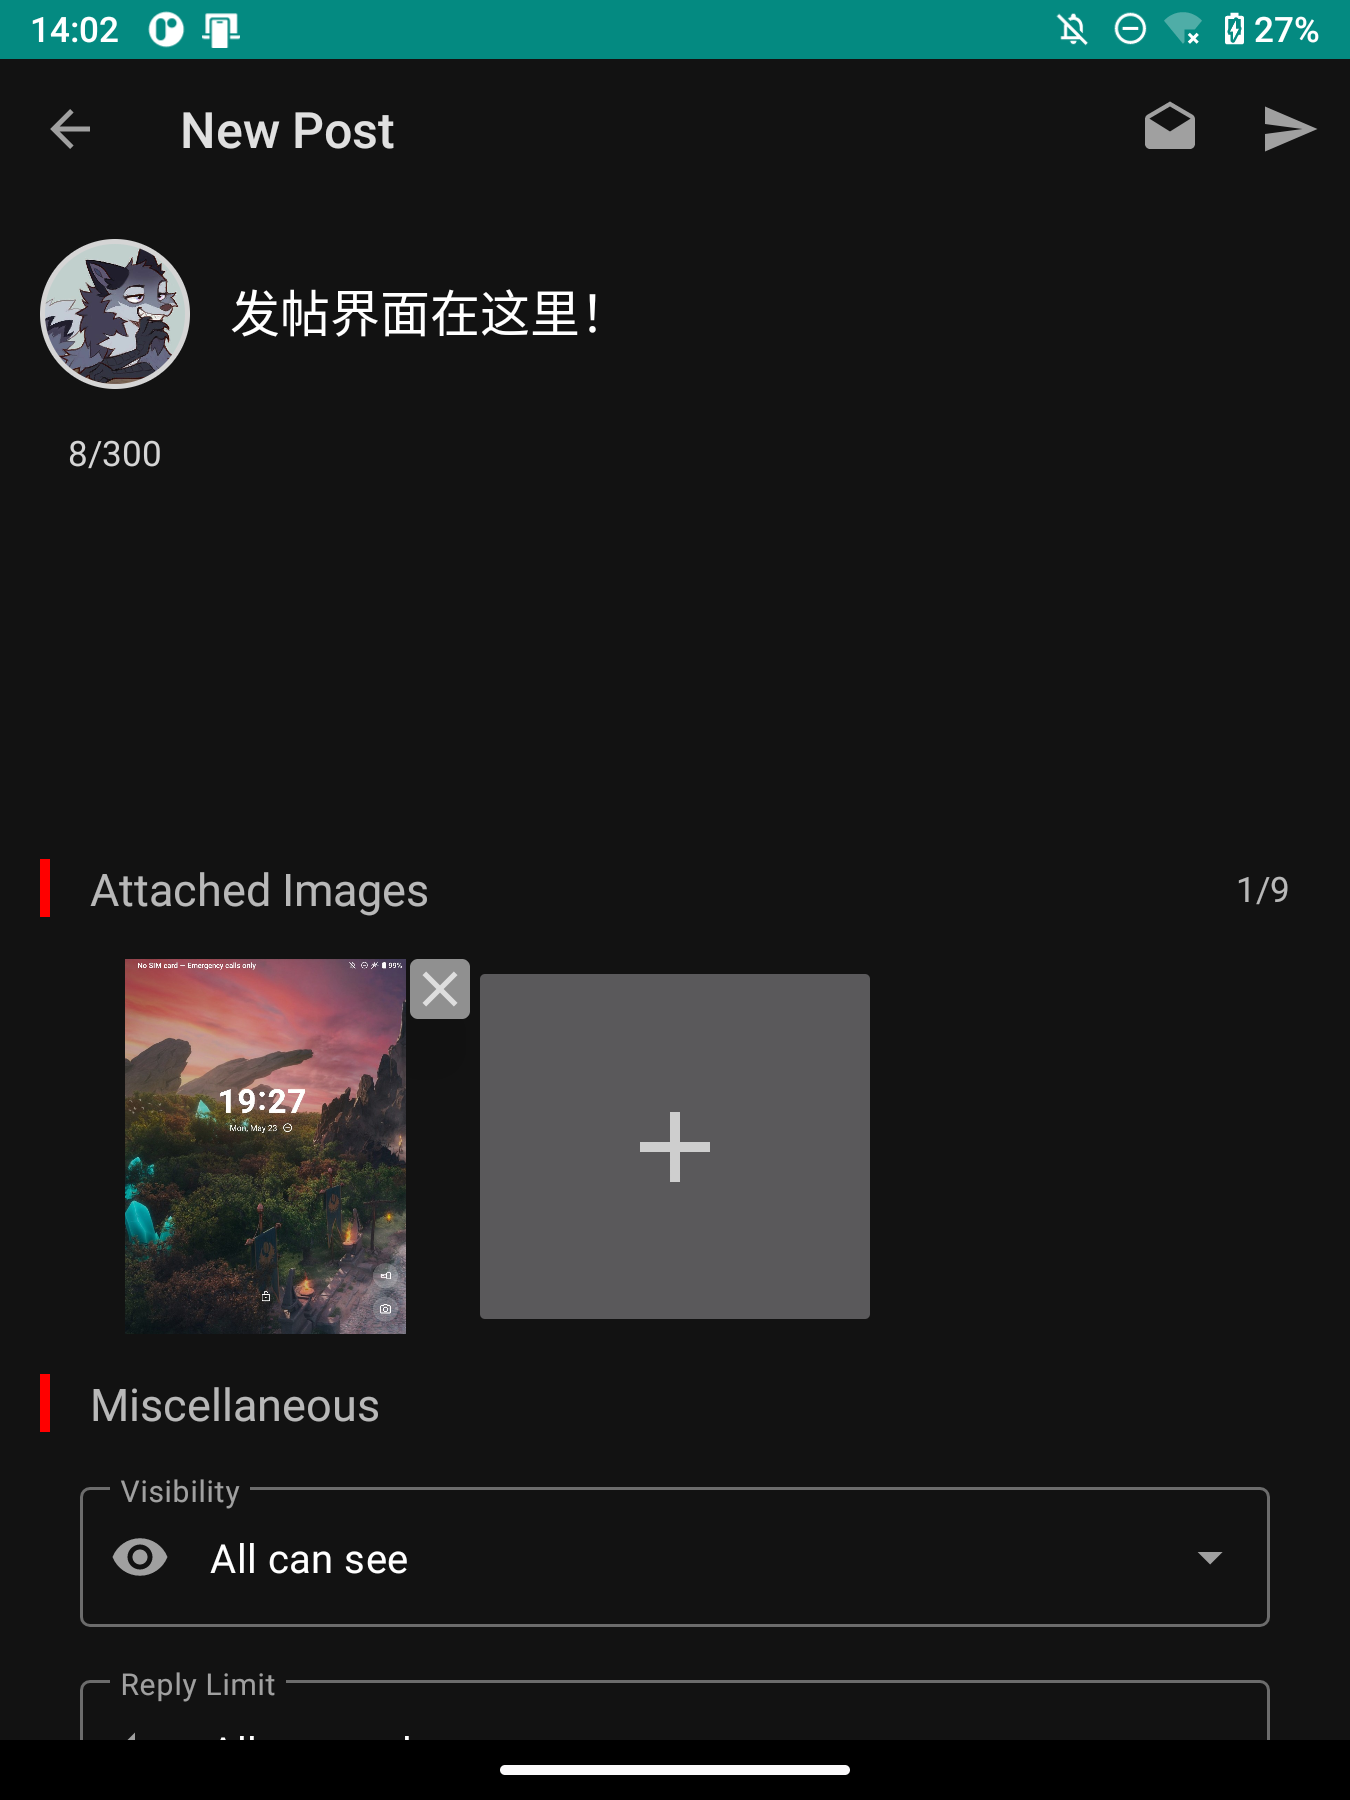 14:02
27%
New Post
发帖界面在这里！
8/300
Attached Images
1/9
No SIM card — Emergency calls only
99%
19:27
Mon, May 23
Miscellaneous
Visibility
All can see
Reply Limit